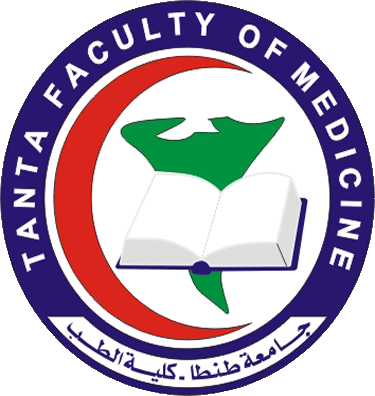 TANTA FACULTY OF MEDICINE
جامعة طنطا - كلية الطب